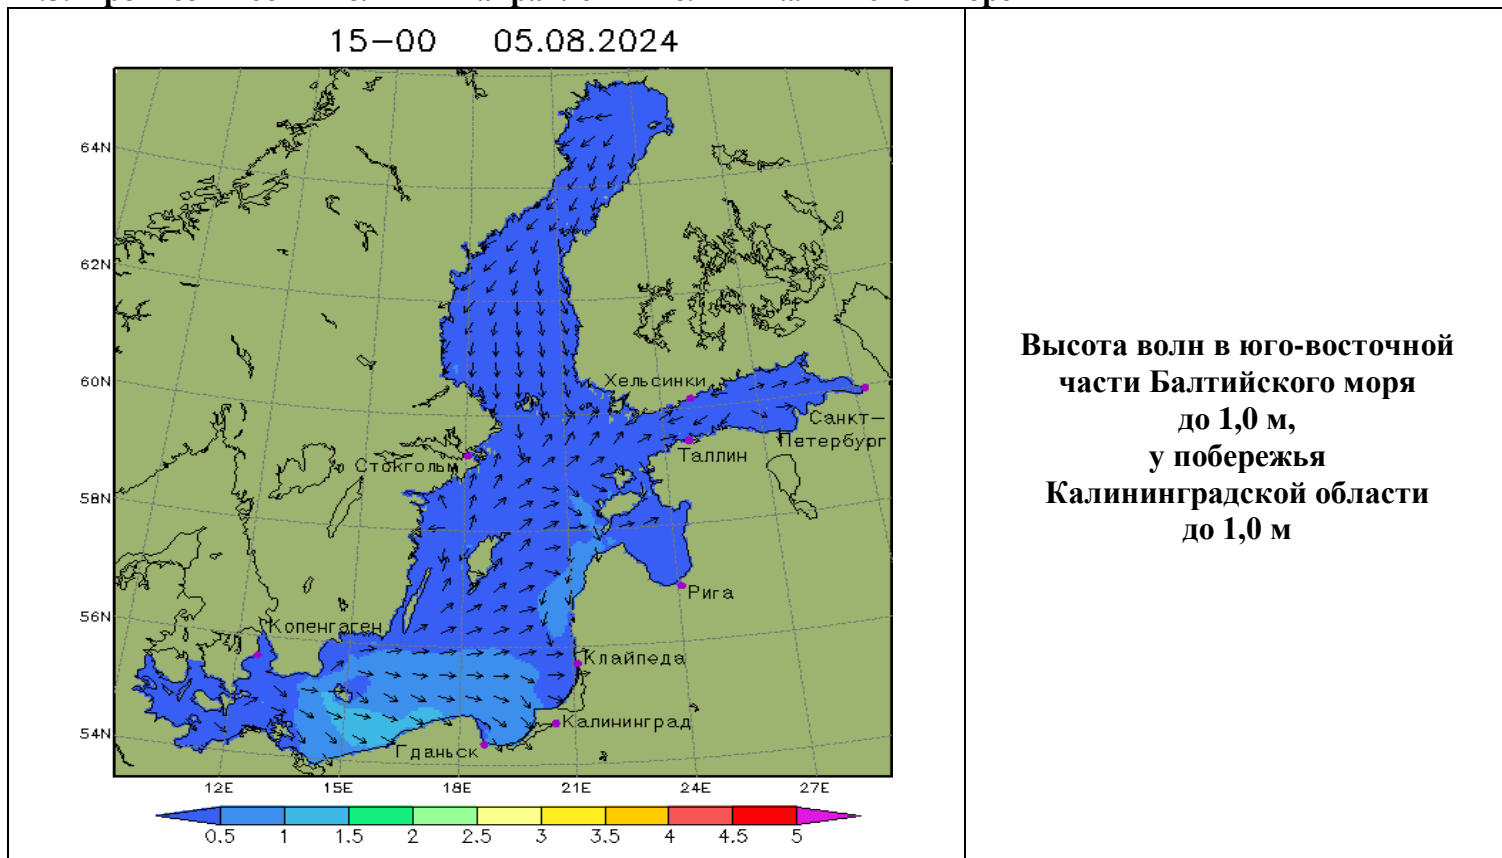 15-00 05.08.2024
64N
62N
60N
58N
56N
54N
Хельсинки
Санкт-
Петербург
Таллин
Стокгольм
Рига
Копенгаген
Клайпеда
Калининград
Гданьск
12E 15E 18E 21E 24E 27E
0.5 1 1.5 2 2.5 3 3.5 4 4.5 5
Высота волн в юго-восточной
части Балтийского моря
до 1,0 м,
у побережья
Калининградской области
до 1,0 м